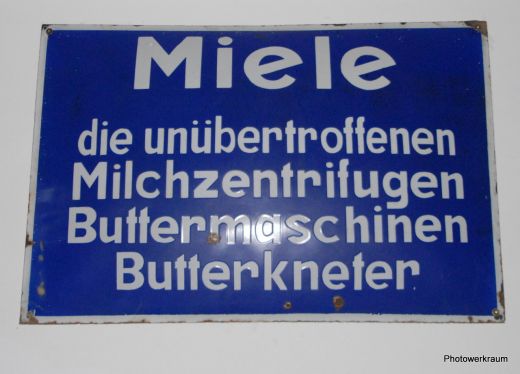 Miele
die unübertroffenen
Milchzentrifugen
Buttermaschinen
Butterkneter
Photowerkraum